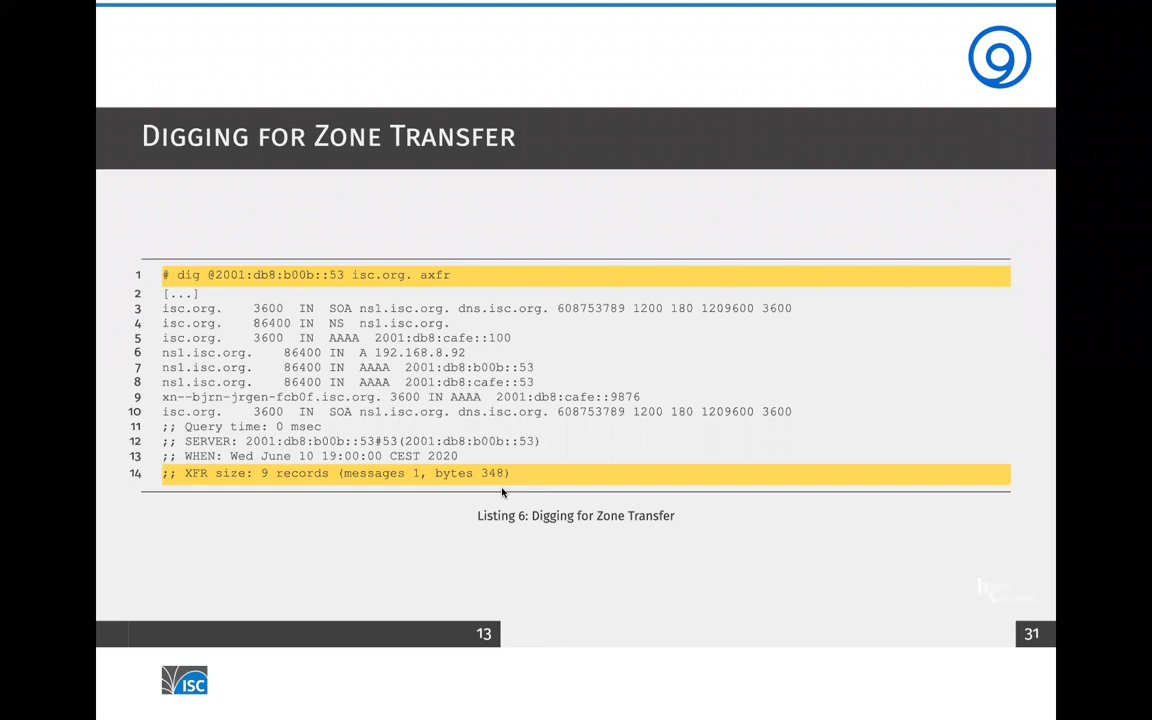 9
Digging for Zone Transfer
1 # dig @2001:db8:b00b::53 isc.org. axfr
2 [...]
3 isc.org. 3600 IN SOA ns1.isc.org. dns.isc.org. 608753789 1200 180 1209600 3600
4 isc.org. 86400 IN NS ns1.isc.org.
5 isc.org. 3600 IN AAAA 2001:db8:cafe::100
6 ns1.isc.org. 86400 IN A 192.168.8.92
7 ns1.isc.org. 86400 IN AAAA 2001:db8:b00b::53
8 ns1.isc.org. 86400 IN AAAA 2001:db8:cafe::53
9 xn--bjrn-jrgen-fcb0f.isc.org. 3600 IN AAAA 2001:db8:cafe::9876
10 isc.org. 3600 IN SOA ns1.isc.org. dns.isc.org. 608753789 1200 180 1209600 3600
11 ;; Query time: 0 msec
12 ;; SERVER: 2001:db8:b00b::53#53(2001:db8:b00b::53)
13 ;; WHEN: Wed June 10 19:00:00 CEST 2020
14 ;; XFR size: 9 records (messages 1, bytes 348)
Listing 6: Digging for Zone Transfer
13
31
ISC